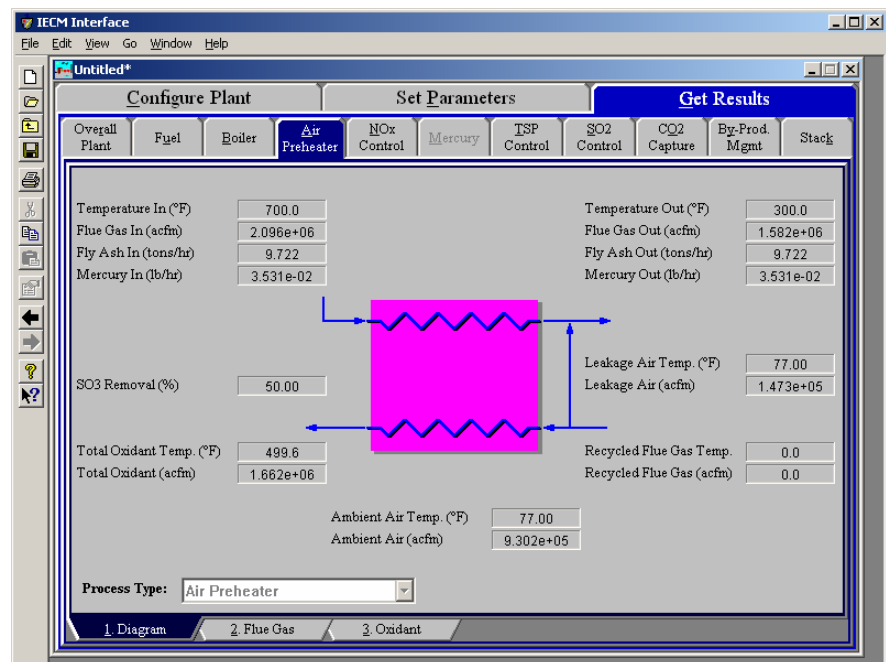 IECM Interface
File Edit View Go Window Help
Untitled*
Configure Plant Set Parameters Get Results
Overall Plant Fuel Boiler Air Preheater NOx Control Mercury TSP Control SO2 Control CO2 Capture By-Prod. Mgmt Stack
Temperature In (°F) 700.0 Temperature Out (°F) 300.0
Flue Gas In (acfm) 2.096e+06 Flue Gas Out (acfm) 1.582e+06
Fly Ash In (tons/hr) 9.722 Fly Ash Out (tons/hr) 9.722
Mercury In (lb/hr) 3.531e-02 Mercury Out (lb/hr) 3.531e-02
Leakage Air Temp. (°F) 77.00
SO3 Removal (%) 50.00 Leakage Air (acfm) 1.473e+05
Total Oxidant Temp. (°F) 499.6 Recycled Flue Gas Temp. 0.0
Total Oxidant (acfm) 1.662e+06 Recycled Flue Gas (acfm) 0.0
Ambient Air Temp. (°F) 77.00
Ambient Air (acfm) 9.302e+05
Process Type: Air Preheater
1. Diagram 2. Flue Gas 3. Oxidant